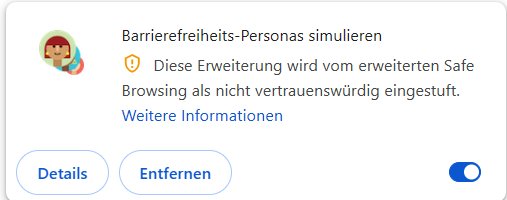 Barrierefreiheits-Personas simulieren
Diese Erweiterung wird vom erweiterten Safe
Browsing als nicht vertrauenswürdig eingestuft.
Weitere Informationen
Details
Entfernen